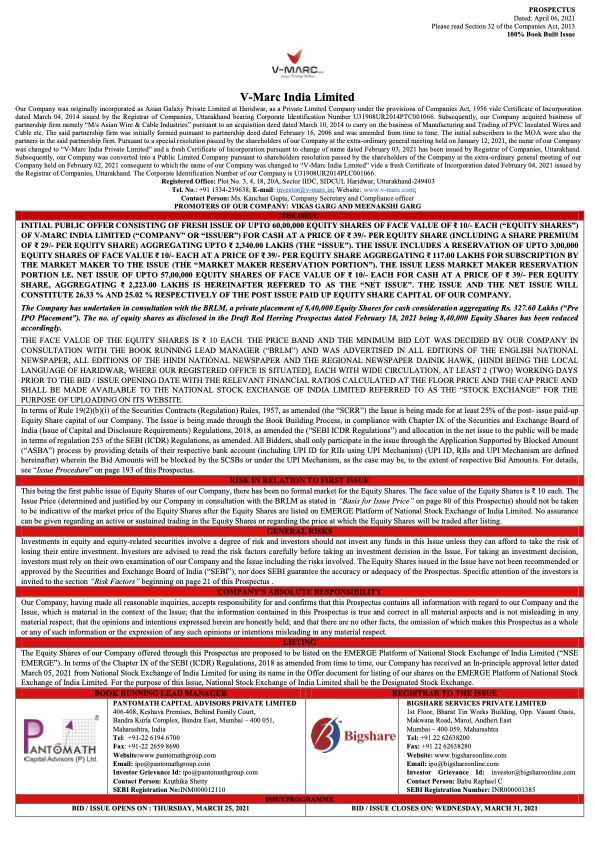 PROSPECTUS
Dated: April 06, 2021
Please read Section 32 of the Companies Act, 2013
100% Book Built Issue
V-MARC
V-Marc India Limited
Our Company was originally incorporated as Asian Galaxy Private Limited at Haridwar, as a Private Limited Company under the provisions of Companies Act, 1956 vide Certificate of Incorporation
dated March 04, 2014 issued by the Registrar of Companies, Uttarakhand bearing Corporate Identification Number U31908UR2014PTC001066. Subsequently, our Company acquired business of
partnership firm namely "M/s Asian Wire & Cable Industries" pursuant to an acquisition deed dated March 10, 2014 to carry on the business of Manufacturing and Trading of PVC Insulated Wires and
Cable etc. The said partnership firm was initially formed pursuant to partnership deed dated February 16, 2006 and was amended from time to time. The initial subscribers to the MOA were also the
partners in the said partnership firm. Pursuant to a special resolution passed by the shareholders of our Company at the extra-ordinary general meeting held on January 12, 2021, the name of our Company
was changed to "V-Marc India Private Limited" and a fresh Certificate of Incorporation pursuant to change of name dated February 03, 2021 has been issued by Registrar of Companies, Uttarakhand.
Subsequently, our Company was converted into a Public Limited Company pursuant to shareholders resolution passed by the shareholders of the Company at the extra-ordinary general meeting of our
Company held on February 02, 2021 consequent to which the name of our Company was changed to "V-Marc India Limited" vide a fresh Certificate of Incorporation dated February 04, 2021 issued by
the Registrar of Companies, Uttarakhand. The Corporate Identification Number of our Company is U31908UR2014PLC001066.
Registered Office: Plot No. 3, 4, 18, 20A, Sector IIDC, SIDCUL Haridwar, Uttarakhand-249403
Tel. No.: +91 1334-239638; E-mail: investor@v-marc.in; Website: www.v-marc.com;
Contact Person: Ms. Kanchan Gupta, Company Secretary and Compliance officer
PROMOTERS OF OUR COMPANY: VIKAS GARG AND MEENAKSHI GARG
THE ISSUE
INITIAL PUBLIC OFFER CONSISTING OF FRESH ISSUE OF UPTO 60,00,000 EQUITY SHARES OF FACE VALUE OF ₹ 10/- EACH ("EQUITY SHARES")
OF V-MARC INDIA LIMITED ("COMPANY" OR "ISSUER") FOR CASH AT A PRICE OF ₹ 39/- PER EQUITY SHARE (INCLUDING A SHARE PREMIUM
OF ₹ 29/- PER EQUITY SHARE) AGGREGATING UPTO ₹ 2,340.00 LAKHS (THE "ISSUE"). THE ISSUE INCLUDES A RESERVATION OF UPTO 3,00,000
EQUITY SHARES OF FACE VALUE ₹ 10/- EACH AT A PRICE OF ₹ 39/- PER EQUITY SHARE AGGREGATING ₹ 117.00 LAKHS FOR SUBSCRIPTION BY
THE MARKET MAKER TO THE ISSUE (THE "MARKET MAKER RESERVATION PORTION"). THE ISSUE LESS MARKET MAKER RESERVATION
PORTION I.E. NET ISSUE OF UPTO 57,00,000 EQUITY SHARES OF FACE VALUE OF ₹ 10/- EACH FOR CASH AT A PRICE OF ₹ 39/- PER EQUITY
SHARE, AGGREGATING ₹ 2,223.00 LAKHS IS HEREINAFTER REFERED TO AS THE "NET ISSUE". THE ISSUE AND THE NET ISSUE WILL
CONSTITUTE 26.33 % AND 25.02 % RESPECTIVELY OF THE POST ISSUE PAID UP EQUITY SHARE CAPITAL OF OUR COMPANY.
The Company has undertaken in consultation with the BRLM, a private placement of 8,40,000 Equity Shares for cash consideration aggregating Rs. 327.60 Lakhs ("Pre
IPO Placement"). The no. of equity shares as disclosed in the Draft Red Herring Prospectus dated February 18, 2021 being 8,40,000 Equity Shares has been reduced
accordingly.
THE FACE VALUE OF THE EQUITY SHARES IS ₹ 10 EACH. THE PRICE BAND AND THE MINIMUM BID LOT WAS DECIDED BY OUR COMPANY IN
CONSULTATION WITH THE BOOK RUNNING LEAD MANAGER ("BRLM") AND WAS ADVERTISED IN ALL EDITIONS OF THE ENGLISH NATIONAL
NEWSPAPER, ALL EDITIONS OF THE HINDI NATIONAL NEWSPAPER AND THE REGIONAL NEWSPAPER DAINIK HAWK, (HINDI BEING THE LOCAL
LANGUAGE OF HARIDWAR, WHERE OUR REGISTERED OFFICE IS SITUATED], EACH WITH WIDE CIRCULATION, AT LEAST 2 (TWO) WORKING
DAYS PRIOR TO THE BID / ISSUE OPENING DATE WITH THE RELEVANT FINANCIAL RATIOS CALCULATED AT THE FLOOR PRICE AND THE CAP PRICE AND
SHALL BE MADE AVAILABLE TO THE NATIONAL STOCK EXCHANGE OF INDIA LIMITED REFERRED TO AS THE "STOCK EXCHANGE" FOR THE
PURPOSE OF UPLOADING ON ITS WEBSITE.
In terms of Rule 19(2)(b)(i) of the Securities Contracts (Regulation) Rules, 1957, as amended (the "SCRR") the Issue is being made for at least 25% of the post- issue paid-up
Equity Share capital of our Company. The Issue is being made through the Book Building Process, in compliance with Chapter IX of the Securities and Exchange Board of
India (Issue of Capital and Disclosure Requirements) Regulations, 2018, as amended (the "SEBI ICDR Regulations") and allocation in the net issue to the public will be made
in terms of regulation 253 of the SEBI (ICDR) Regulations, as amended. All Bidders, shall only participate in the issue through the Application Supported by Blocked Amount
("ASBA") process by providing details of their respective bank account (including UPI ID for RIIs using UPI Mechanism) (UPI ID, RIIs and UPI Mechanism are defined
hereinafter) wherein the Bid Amounts will be blocked by the SCSBs or under the UPI Mechanism, as the case may be, to the extent of respective Bid Amounts. For details,
see "Issue Procedure" on page 193 of this Prospectus.
RISK IN RELATION TO FIRST ISSUE
This being the first public issue of Equity Shares of our Company, there has been no formal market for the Equity Shares. The face value of the Equity Shares is ₹ 10 each. The
Issue Price (determined and justified by our Company in consultation with the BRLM as stated in "Basis for Issue Price" on page 80 of this Prospectus) should not be taken
to be indicative of the market price of the Equity Shares after the Equity Shares are listed on EMERGE Platform of National Stock Exchange of India Limited. No assurance
can be given regarding an active or sustained trading in the Equity Shares or regarding the price at which the Equity Shares will be traded after listing.
GENERAL RISKS
Investments in equity and equity-related securities involve a degree of risk and investors should not invest any funds in this Issue unless they can afford to take the risk of
losing their entire investment. Investors are advised to read the risk factors carefully before taking an investment decision in the Issue. For taking an investment decision,
investors must rely on their own examination of our Company and the Issue including the risks involved. The Equity Shares issued in the Issue have not been recommended or
approved by the Securities and Exchange Board of India ("SEBI"), nor does SEBI guarantee the accuracy or adequacy of the Prospectus. Specific attention of the investors is
invited to the section "Risk Factors" beginning on page 21 of this Prospectus .
COMPANY'S ABSOLUTE RESPONSIBILITY
Our Company, having made all reasonable inquiries, accepts responsibility for and confirms that this Prospectus contains all information with regard to our Company and the
Issue, which is material in the context of the Issue; that the information contained in this Prospectus is true and correct in all material aspects and is not misleading in any
material respect; that the opinions and intentions expressed herein are honestly held; and that there are no other facts, the omission of which makes this Prospectus as a whole
or any of such information or the expression of any such opinions or intentions misleading in any material respect.
LISTING
The Equity Shares of our Company offered through this Prospectus are proposed to be listed on the EMERGE Platform of National Stock Exchange of India Limited ("NSE
EMERGE"). In terms of the Chapter IX of the SEBI (ICDR) Regulations, 2018 as amended from time to time, our Company has received an In-principle approval letter dated
March 05, 2021 from National Stock Exchange of India Limited for using its name in the Offer document for listing of our shares on the EMERGE Platform of National Stock
Exchange of India Limited. For the purpose of this Issue, National Stock Exchange of India Limited shall be the Designated Stock Exchange.
BOOK RUNNING LEAD MANAGER
REGISTRAR TO THE ISSUE
PANTOMATH
Capital Advisors (P) Ltd.
PANTOMATH CAPITAL ADVISORS PRIVATE LIMITED
406-408, Keshava Premises, Behind Family Court,
Bandra Kurla Complex, Bandra East, Mumbai – 400 051,
Maharashtra, India
Tel: +91-22 6194 6700
Fax: +91-22 2659 8690
Website:www.pantomathgroup.com
Email: ipo@pantomathgroup.com
Investor Grievance Id: ipo@pantomathgroup.com
Contact Person: Kruthika Shetty
SEBI Registration No:INM000012110
Bigshare
BIGSHARE SERVICES PRIVATE LIMITED
1st Floor, Bharat Tin Works Building, Opp. Vasant Oasis,
Makwana Road, Marol, Andheri East
Mumbai – 400 059, Maharashtra
Tel: +91 22 62638200
Fax: +91 22 62638280
Website: www.bigshareonline.com
Email: ipo@bigshareonline.com
Investor Grievance Id: investor@bigshareonline.com
Contact Person: Babu Raphael C
SEBI Registration Number: INR000001385
ISSUEPROGRAMME
BID / ISSUE OPENS ON : THURSDAY, MARCH 25, 2021
BID / ISSUE CLOSES ON: WEDNESDAY, MARCH 31, 2021